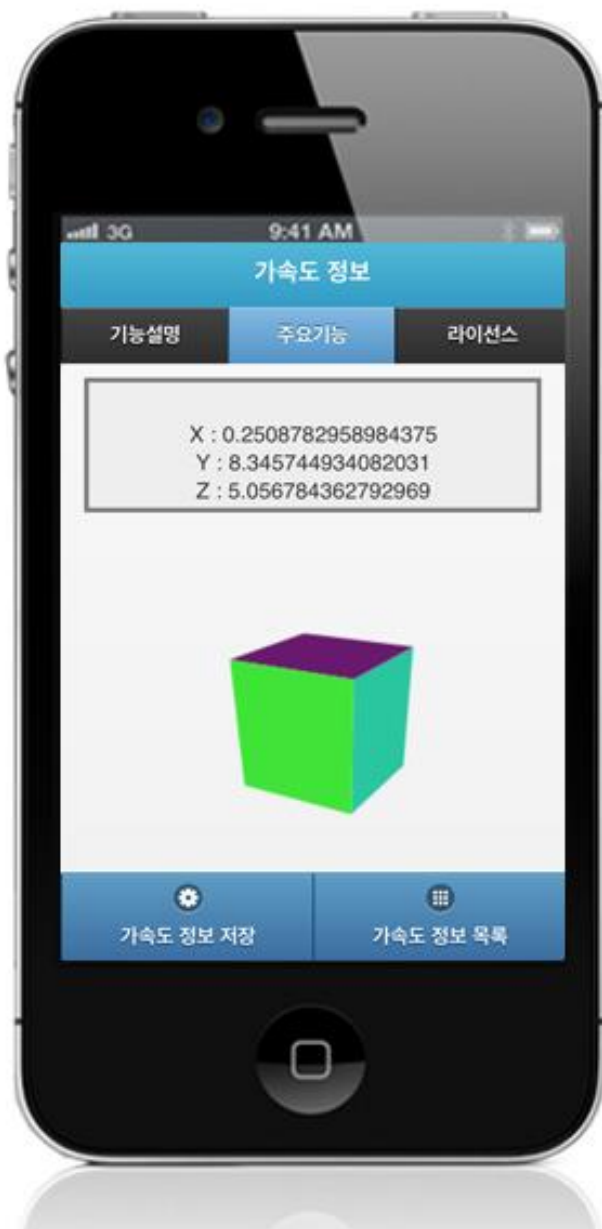 3G 9:41 AM
가속도 정보
기능설명 주요기능 라이선스
X : 0.2508782958984375
Y : 8.345744934082031
Z : 5.056784362792969
가속도 정보 저장 가속도 정보 목록